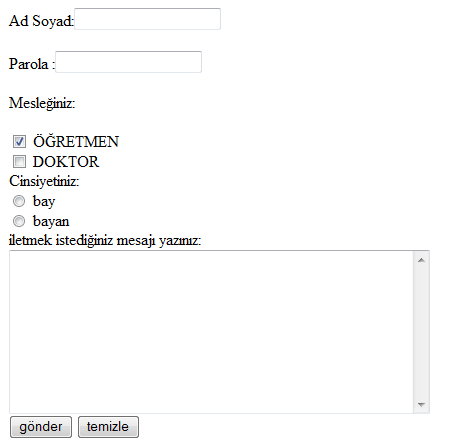 Ad Soyad:
Parola :
Mesleğiniz:
ÖĞRETMEN
DOKTOR
Cinsiyetiniz:
bay
bayan
iletmek istediğiniz mesajı yazınız:
gönder temizle